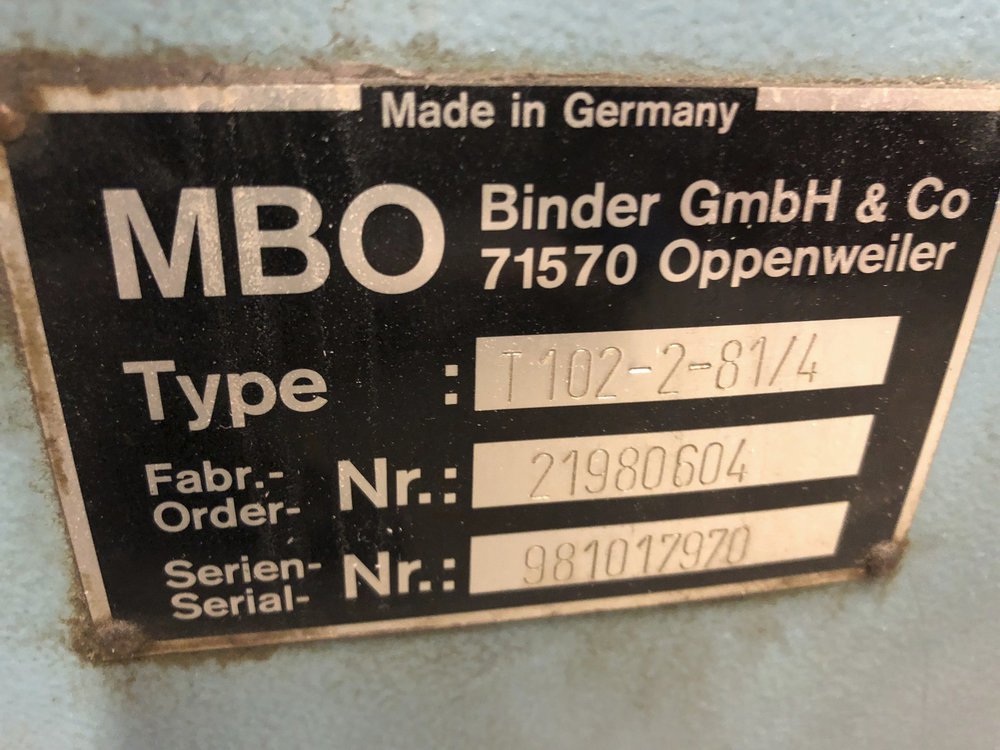 Made in Germany
MBO Binder GmbH & Co
71570 Oppenweiler
Type : T102-2-81/4
Fabr.-
Order- Nr.: 21980604
Serien-
Serial- Nr.: 981017970